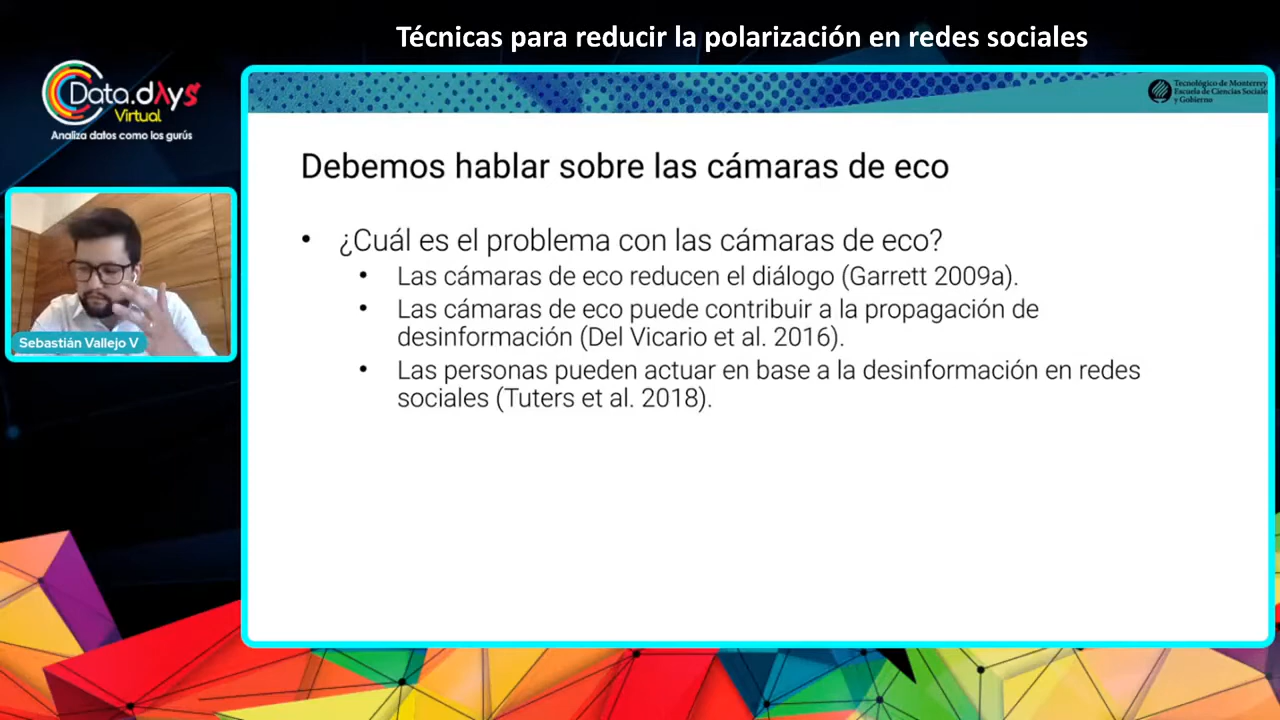 Técnicas para reducir la polarización en redes sociales
Data.dAys
Virtual
Analiza datos como los gurús
Tecnológico de Monterrey
Escuela de Ciencias Sociales
y Gobierno
Debemos hablar sobre las cámaras de eco
• ¿Cuál es el problema con las cámaras de eco?
• Las cámaras de eco reducen el diálogo (Garrett 2009a).
• Las cámaras de eco puede contribuir a la propagación de
desinformación (Del Vicario et al. 2016).
• Las personas pueden actuar en base a la desinformación en redes
sociales (Tuters et al. 2018).
Sebastián Vallejo V